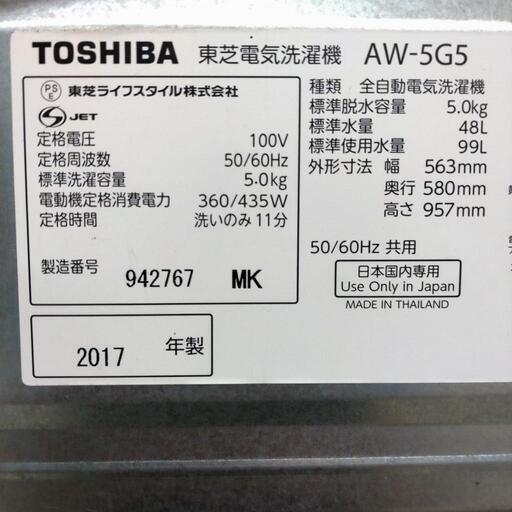 TOSHIBA 東芝電気洗濯機 AW-5G5
PSE 東芝ライフスタイル株式会社
S JET
定格電圧 100V
定格周波数 50/60Hz
標準洗濯容量 5.0kg
電動機定格消費電力 360/435W
定格時間 洗いのみ 11分
製造番号 942767 MK
2017 年製
種類 全自動電気洗濯機
標準脱水容量 5.0kg
標準水量 48L
標準使用水量 99L
外形寸法 幅 563mm
奥行 580mm
高さ 957mm
50/60Hz 共用
日本国内専用
Use Only in Japan
MADE IN THAILAND